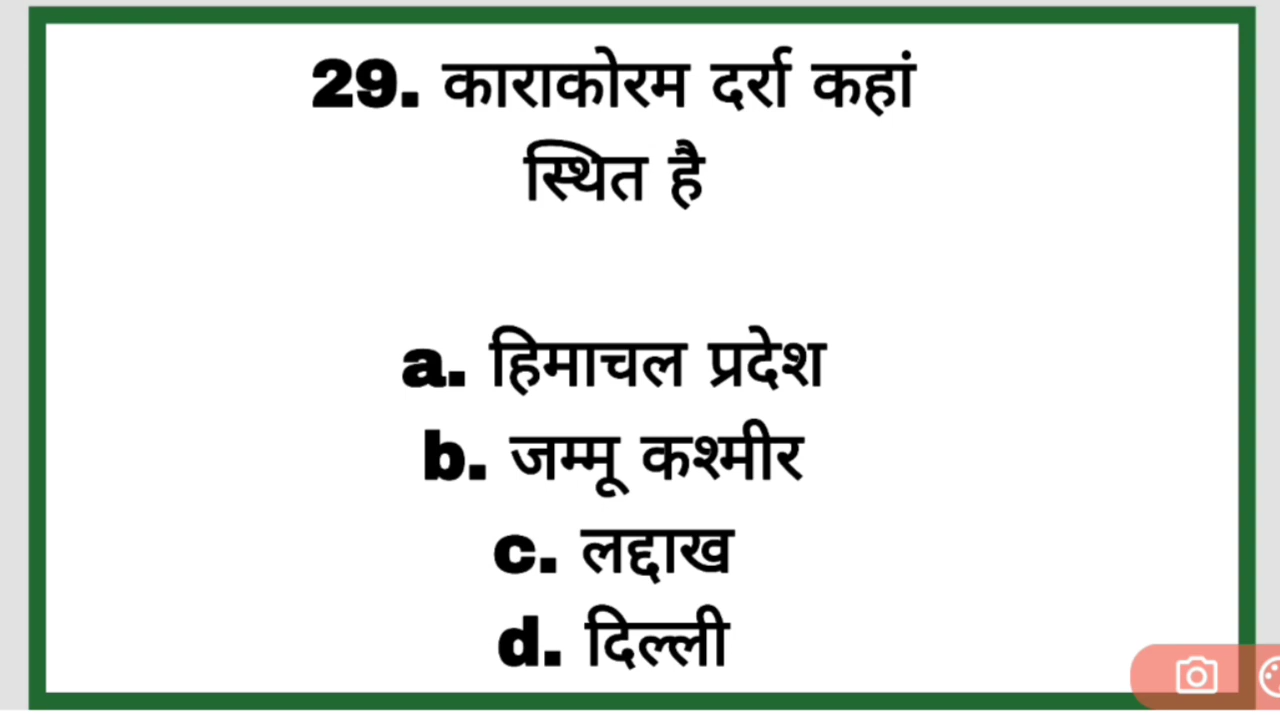 29. काराकोरम दर्रा कहां
स्थित है
a. हिमाचल प्रदेश
b. जम्मू कश्मीर
c. लद्दाख
d. दिल्ली